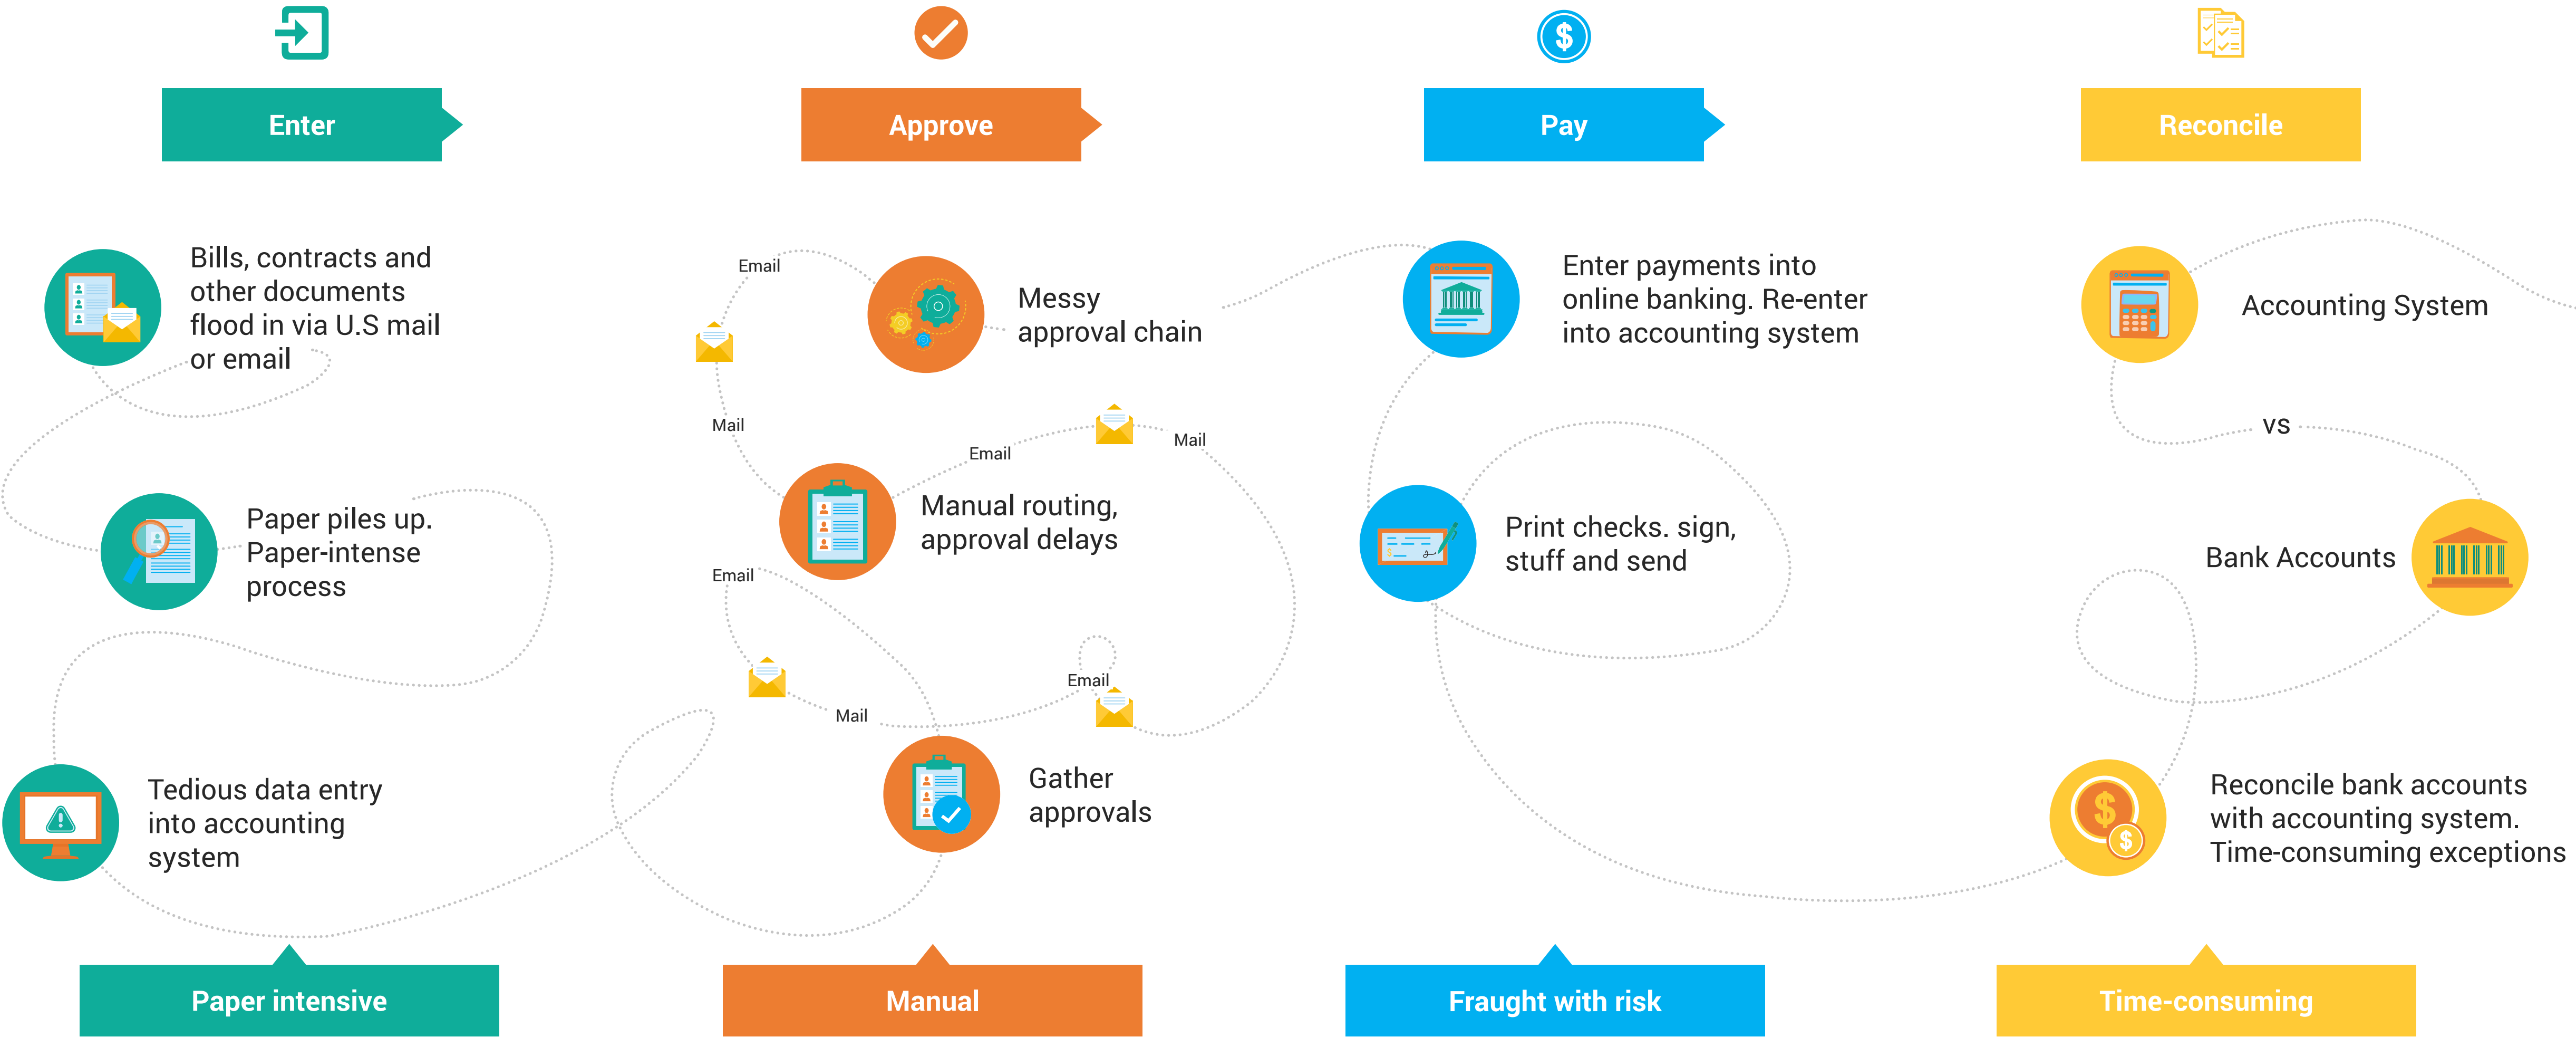 Enter
Approve
Pay
Reconcile
Bills, contracts and
other documents
flood in via U.S mail
or email
Paper piles up.
Paper-intense
process
Tedious data entry
into accounting
system
Paper intensive
Email
Messy
approval chain
Mail
Email
Mail
Manual routing,
approval delays
Email
Email
Mail
Gather
approvals
Manual
Enter payments into
online banking. Re-enter
into accounting system
Print checks. sign,
stuff and send
Fraught with risk
Accounting System
vs
Bank Accounts
Reconcile bank accounts
with accounting system.
Time-consuming exceptions
Time-consuming